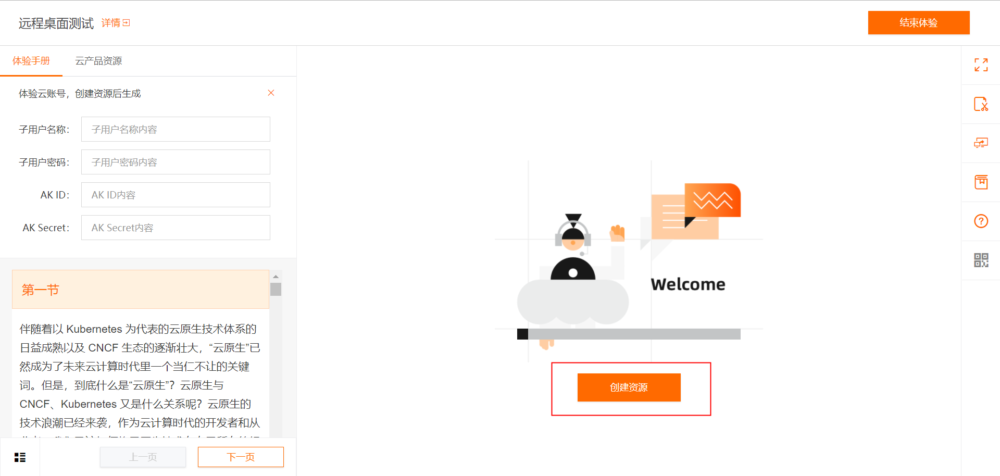 远程桌面测试 详情
结束体验
体验手册 云产品资源
体验云账号，创建资源后生成
子用户名称： 子用户名称内容
子用户密码： 子用户密码内容
AK ID： AK ID内容
AK Secret： AK Secret内容
第一节
伴随着以 Kubernetes 为代表的云原生技术体系的
日益成熟以及 CNCF 生态的逐渐壮大，“云原生”已
然成为了未来云计算时代里一个当仁不让的关键
词。但是，到底什么是“云原生”？云原生与
CNCF、Kubernetes 又是什么关系呢？云原生的
技术浪潮已经来袭，作为云计算时代的开发者和从
上一页 下一页
Welcome
创建资源